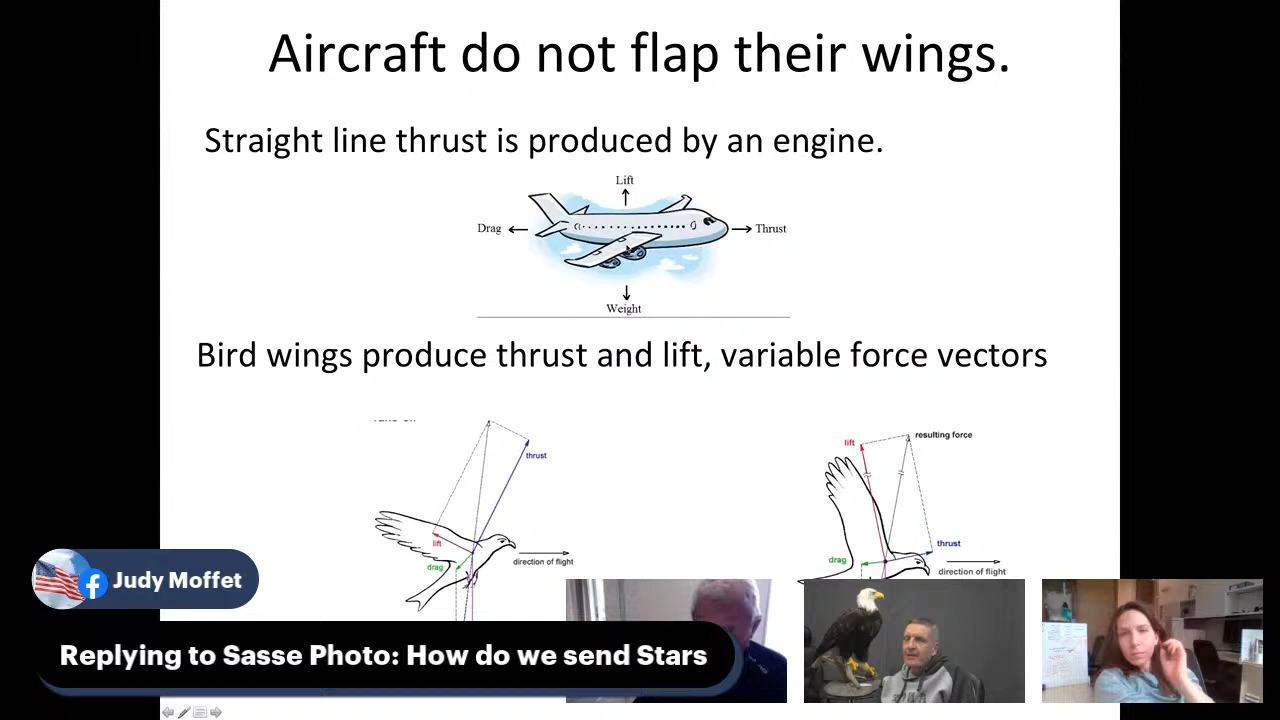 Aircraft do not flap their wings.
Straight line thrust is produced by an engine.
Lift
Drag
Thrust
Weight
Bird wings produce thrust and lift, variable force vectors
thrust
lift
drag
direction of flight
lift
resulting force
thrust
drag
direction of flight
Judy Moffet
Replying to Sasse Photo: How do we send Stars